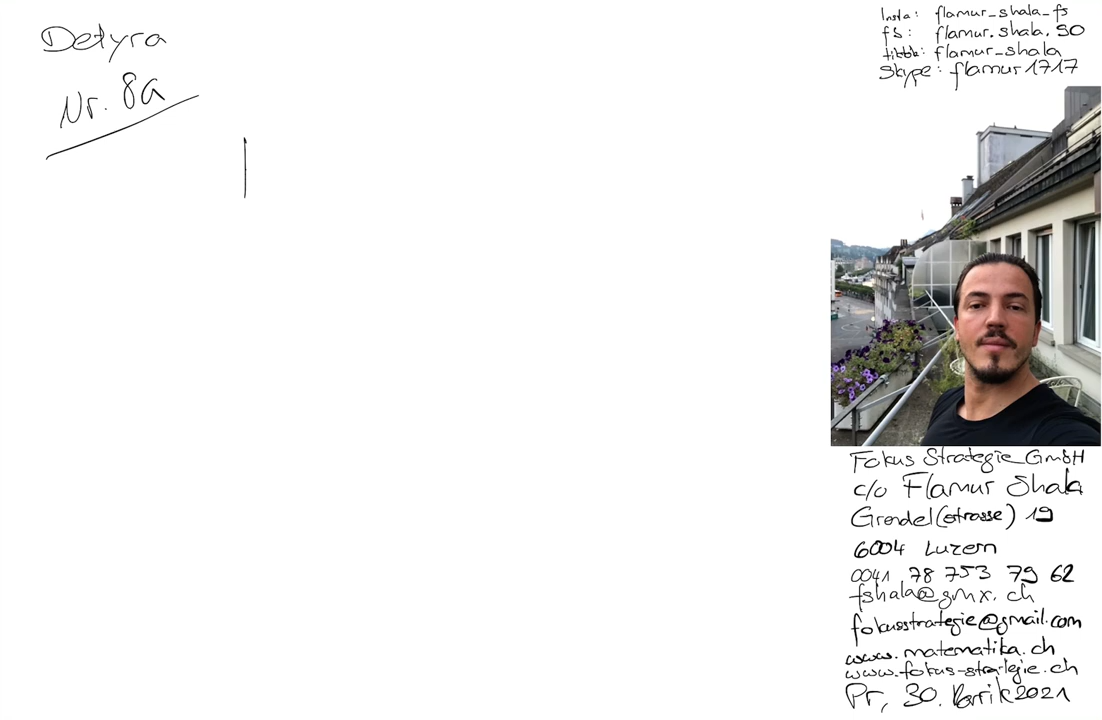 Detyra
Nr. 8a
Insta: flamur_shala_fs
fb: flamur.shala.90
tiktok: flamur_shala
Skype: flamur1717
Fokus Strategie GmbH
c/o Flamur Shala
Grendel(strasse) 19
6004 Luzern
0041 78 753 79 62
fshala@gmx.ch
fokusstrategie@gmail.com
www.matematika.ch
www.fokus-strategie.ch
Pr, 30. Korrik 2021